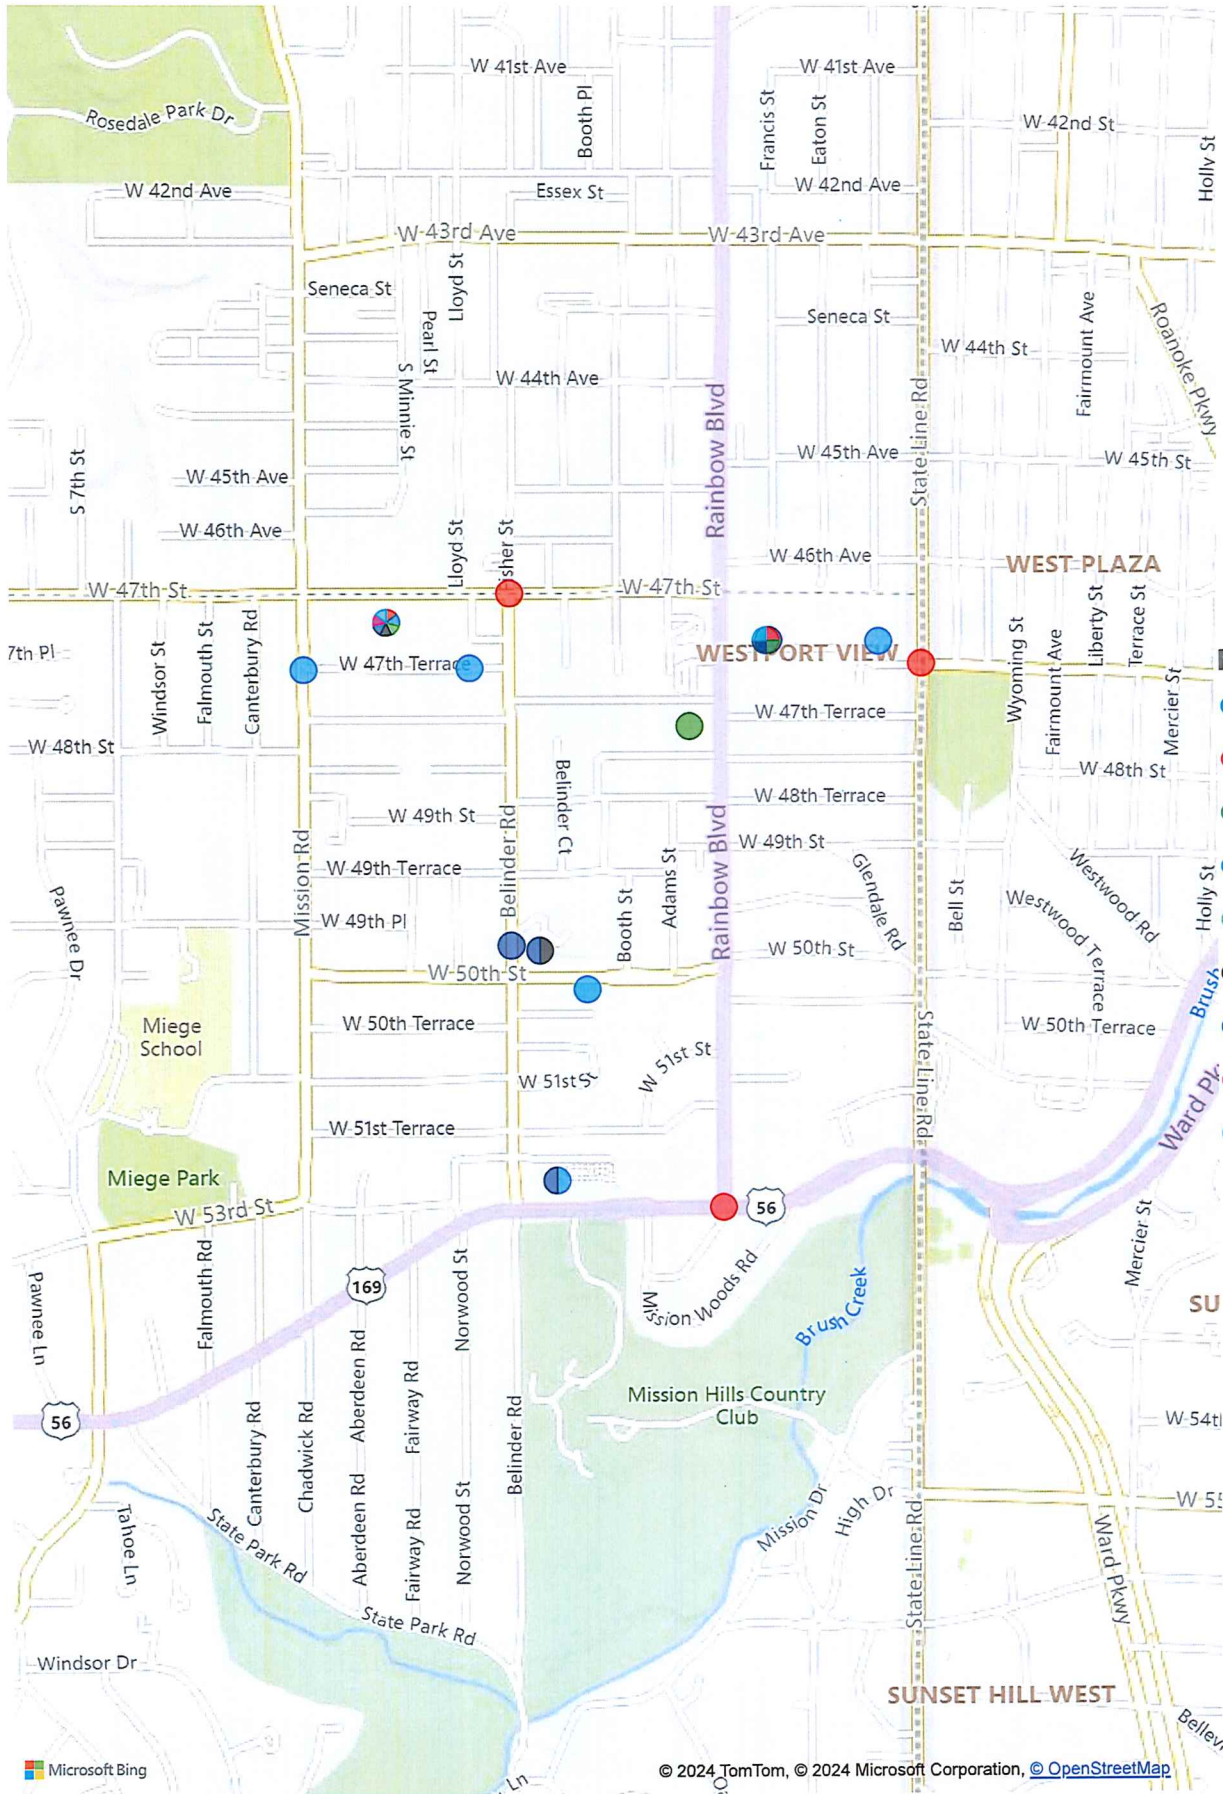 W 41st Ave
W 41st Ave
Booth Pl
Francis St
Eaton St
Rosedale Park Dr
W 42nd St
Holly St
W 42nd Ave
Essex St
W 42nd Ave
W 43rd Ave
W 43rd Ave
Lloyd St
Seneca St
Pearl St
Seneca St
Fairmount Ave
Roanoke Pkwy
W 44th St
W 44th Ave
S Minnie St
Rainbow Blvd
State Line Rd
W 45th Ave
W 45th St
S 7th St
W 45th Ave
W 46th Ave
Lloyd St
isher St
W 46th Ave
WEST PLAZA
W 47th St
W 47th St
Windsor St
Falmouth St
Canterbury Rd
7th Pl
W 47th Terrace
WESTPORT VIEW
Wyoming St
Fairmount Ave
Liberty St
Terrace St
Mercier St
W 47th Terrace
W 48th St
Belinder Ct
W 48th St
W 48th Terrace
W 49th St
Belinder Rd
Mission Rd
W 49th Terrace
Adams St
Rainbow Blvd
W 49th St
Glendale Rd
Bell St
Westwood Rd
Westwood Terrace
Holly St
Pawnee Dr
W 49th Pl
Booth St
W 50th St
W 50th St
Brush
Miege
School
W 50th Terrace
W 50th Terrace
W 51st St
W 51st St
State Line Rd
W 51st Terrace
Ward Pk
Miege Park
W 53rd St
56
Mercier St
169
Pawnee Ln
Falmouth Rd
Norwood St
Mission Woods Rd
Brush Creek
SU
Aberdeen Rd
Fairway Rd
Mission Hills Country
Club
56
W 54t
Canterbury Rd
Chadwick Rd
Belinder Rd
Aberdeen Rd
Fairway Rd
Norwood St
Mission Dr
High Dr
State Line Rd
W 55
Ward Pkwy
Tahoe Ln
State Park Rd
State Park Rd
Windsor Dr
SUNSET HILL WEST
Bellev
Microsoft Bing
Ln
© 2024 TomTom, © 2024 Microsoft Corporation, © OpenStreetMap